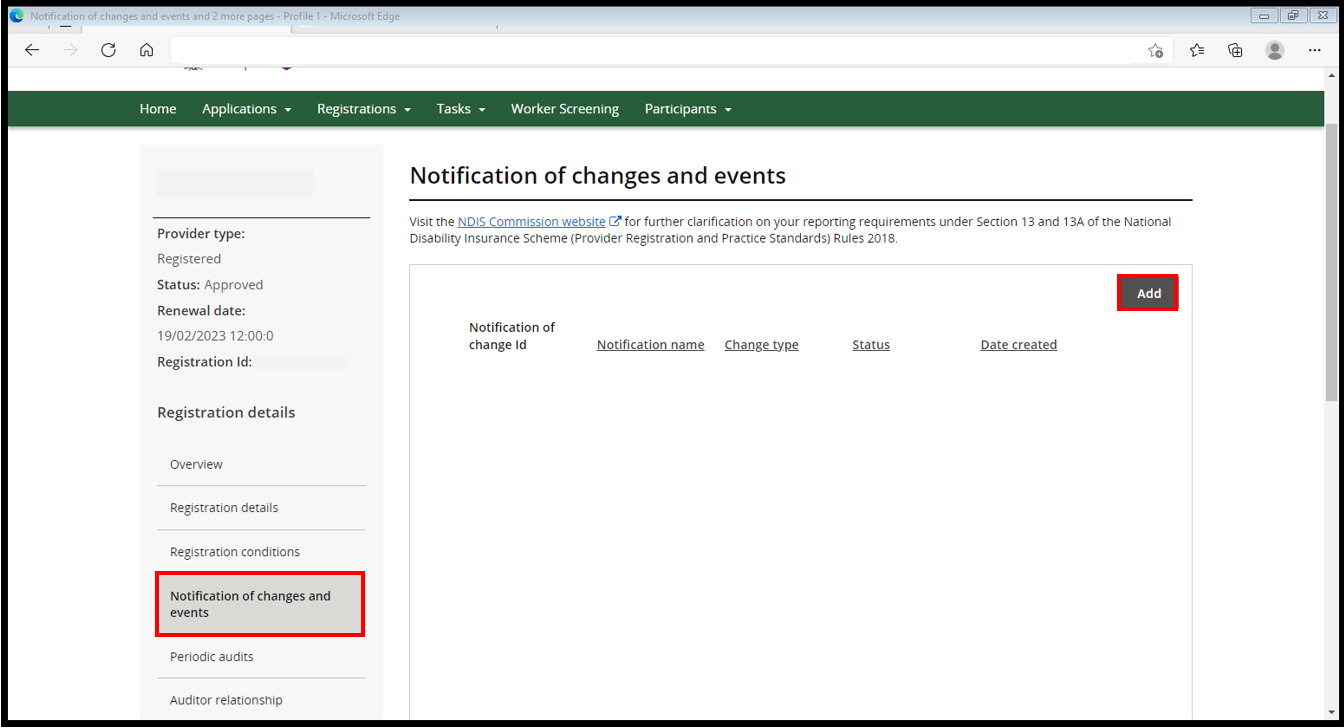 Notification of changes and events and 2 more pages - Profile 1 - Microsoft Edge
Home Applications Registrations Tasks Worker Screening Participants
Provider type:
Registered
Status: Approved
Renewal date:
19/02/2023 12:00:0
Registration Id:
Registration details
Overview
Registration details
Registration conditions
Notification of changes and
events
Periodic audits
Auditor relationship
Notification of changes and events
Visit the NDIS Commission website for further clarification on your reporting requirements under Section 13 and 13A of the National
Disability Insurance Scheme (Provider Registration and Practice Standards) Rules 2018.
Add
Notification of
change Id
Notification name Change type Status Date created